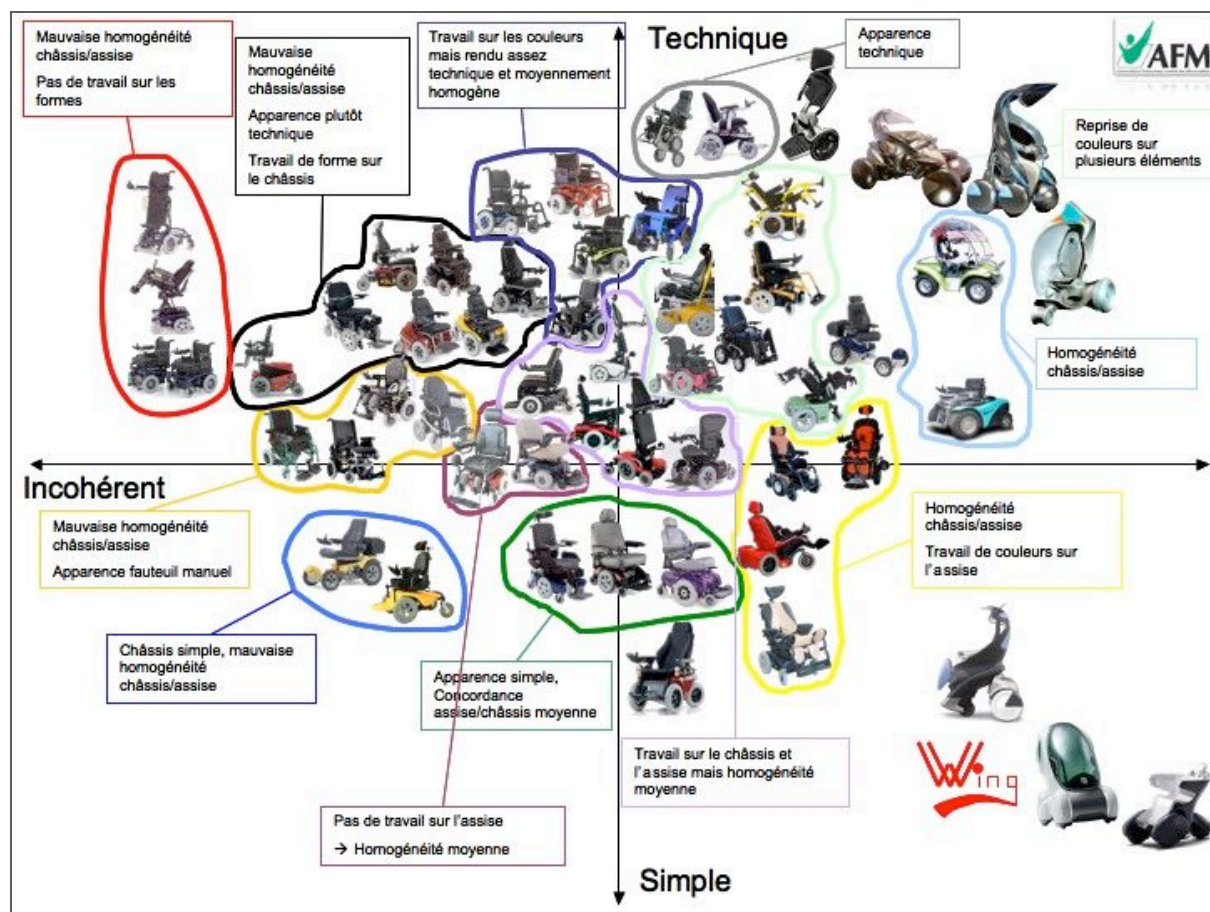 Mauvaise homogénéité
châssis/assise
Pas de travail sur les
formes
Mauvaise
homogénéité
châssis/assise
Apparence plutôt
technique
Travail de forme sur
le châssis
Travail sur les couleurs
mais rendu assez
technique et moyennement
homogène
Technique
Apparence
technique
AFM
Reprise de
couleurs sur
plusieurs éléments
Homogénéité
châssis/assise
Incohérent
Mauvaise homogénéité
châssis/assise
Apparence fauteuil manuel
Homogénéité
châssis/assise
Travail de couleurs sur
l'assise
Châssis simple, mauvaise
homogénéité
châssis/assise
Apparence simple,
Concordance
assise/châssis moyenne
Travail sur le châssis et
l'assise mais homogénéité
moyenne
Wing
Pas de travail sur l'assise
→ Homogénéité moyenne
Simple